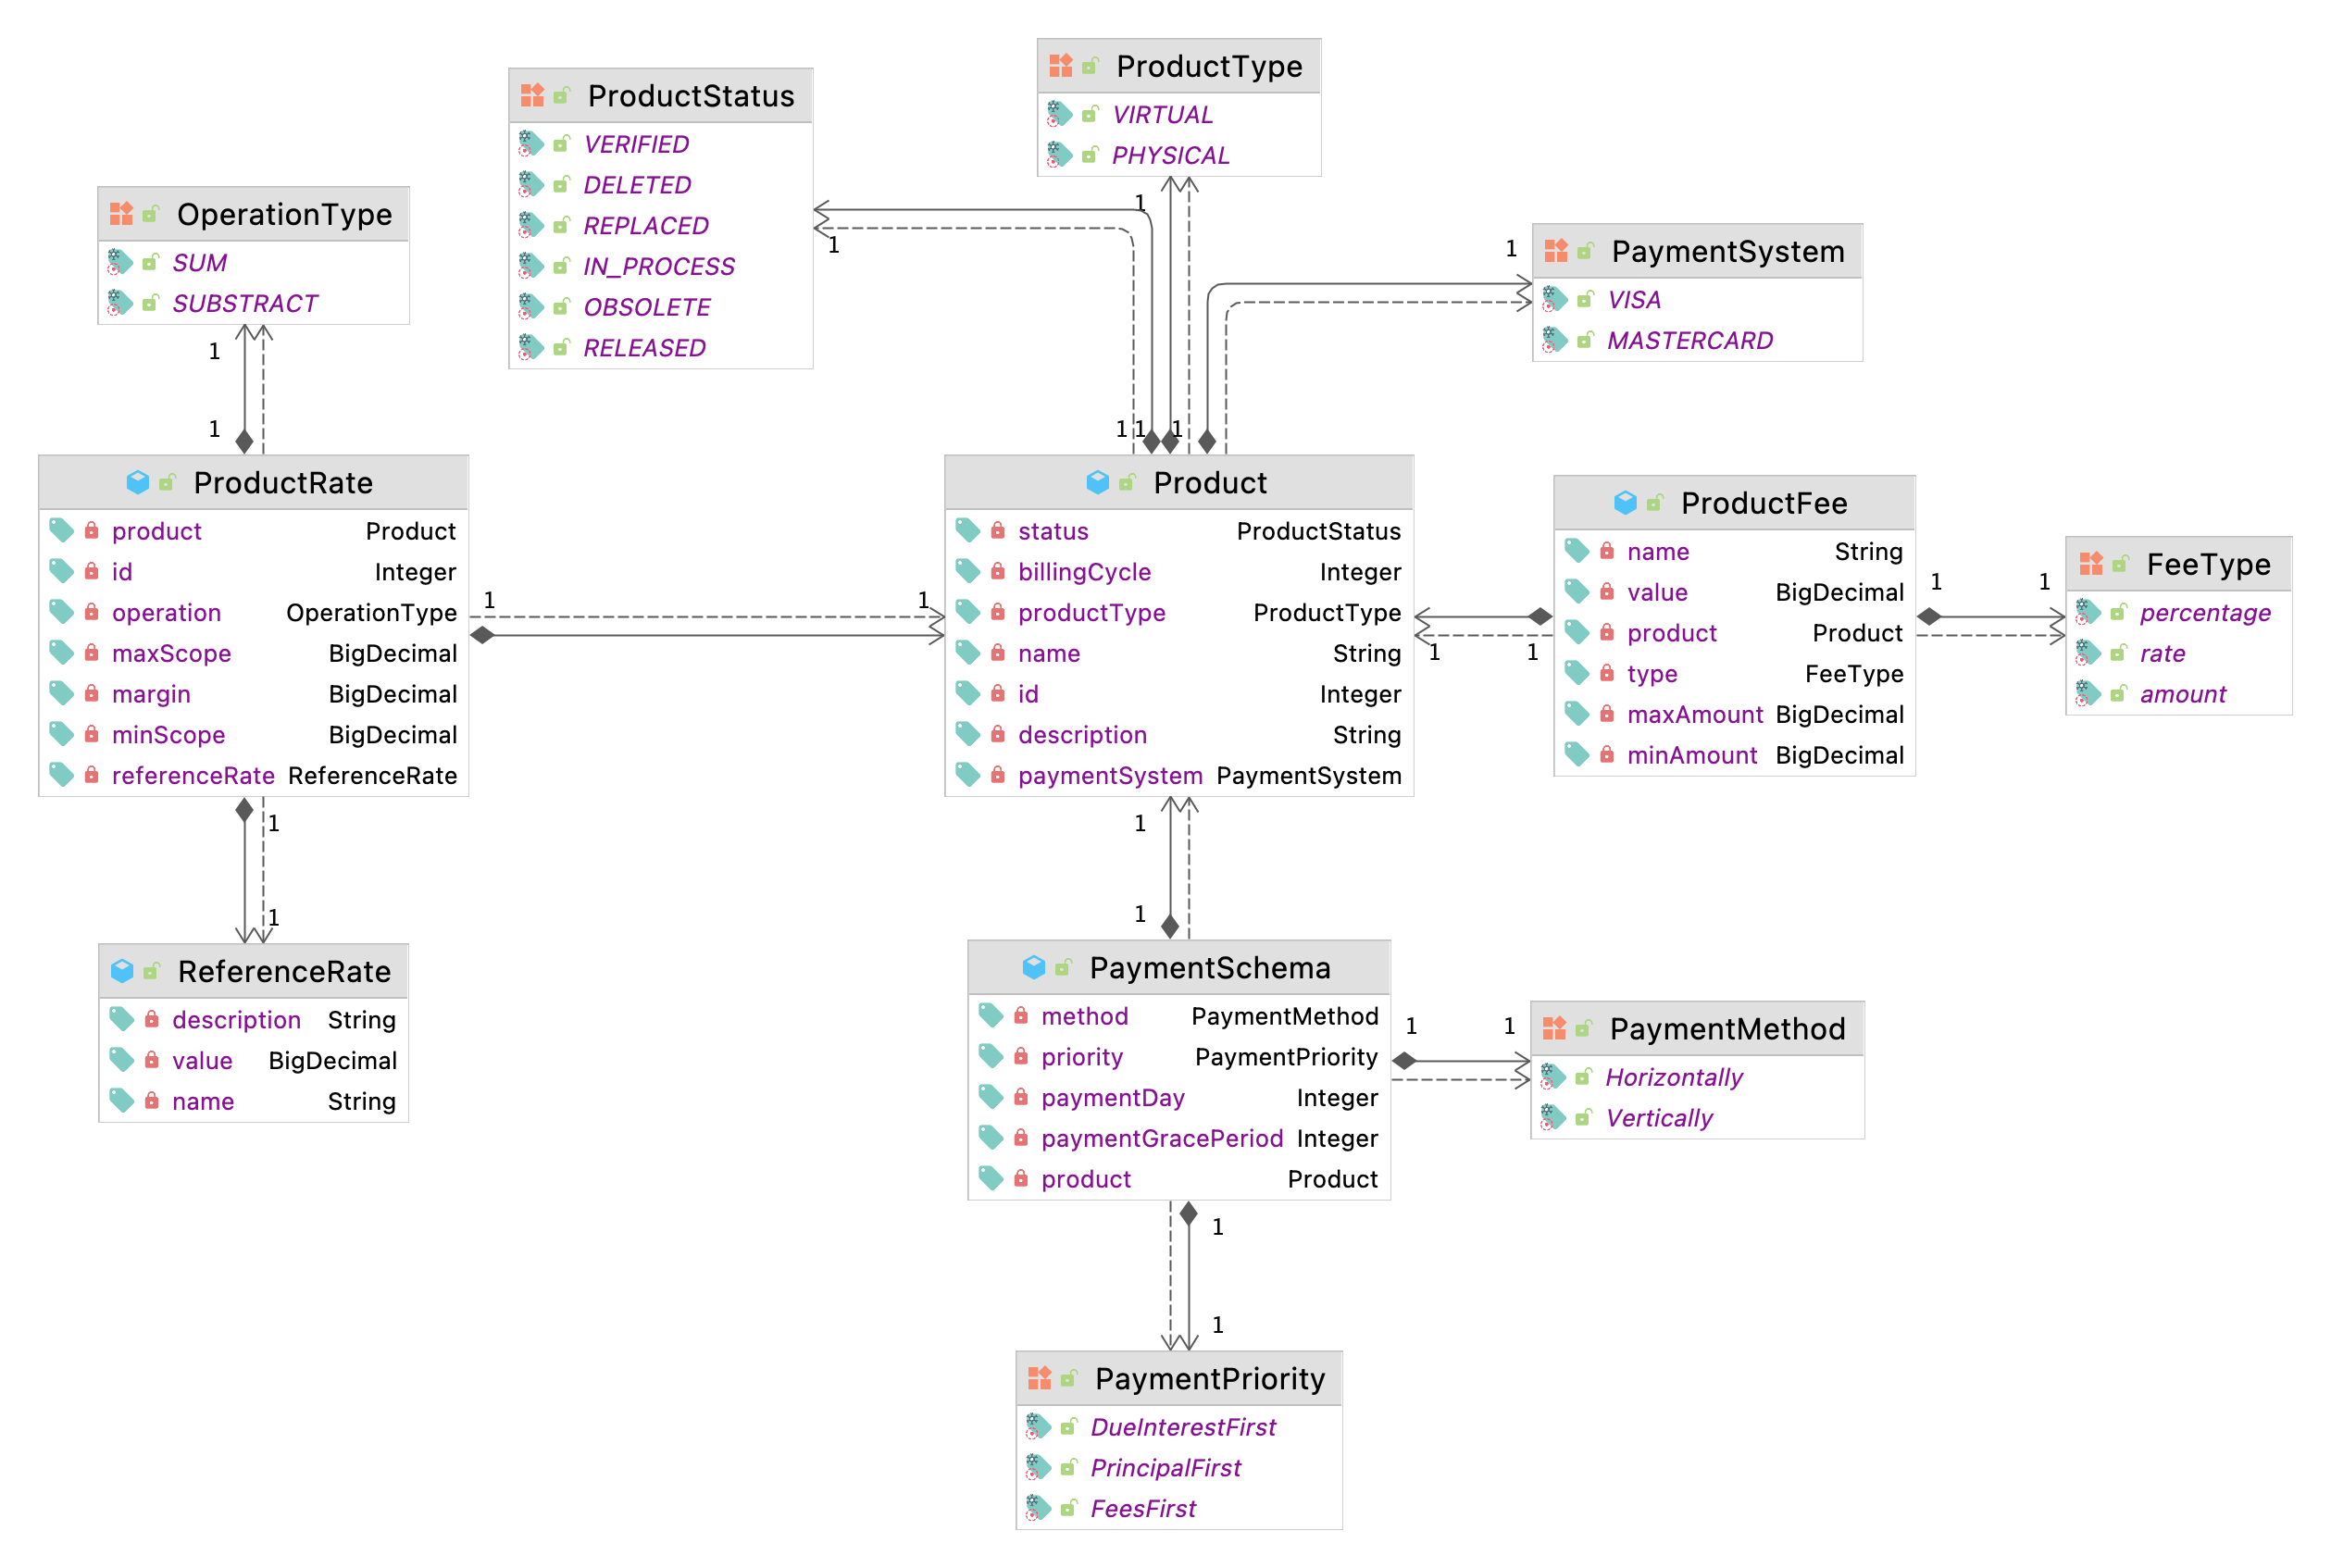 ProductType
VIRTUAL
PHYSICAL
1
ProductStatus
VERIFIED
DELETED
REPLACED
IN_PROCESS
OBSOLETE
RELEASED
1
OperationType
SUM
SUBSTRACT
1
1
PaymentSystem
VISA
MASTERCARD
1
1 1 1
ProductRate
product Product
id Integer
operation OperationType
maxScope BigDecimal
margin BigDecimal
minScope BigDecimal
referenceRate ReferenceRate
1 1
Product
status ProductStatus
billingCycle Integer
productType ProductType
name String
id Integer
description String
paymentSystem PaymentSystem
1 1
ProductFee
name String
value BigDecimal
product Product
type FeeType
maxAmount BigDecimal
minAmount BigDecimal
1 1
FeeType
percentage
rate
amount
1
1
ReferenceRate
description String
value BigDecimal
name String
1
1
PaymentSchema
method PaymentMethod
priority PaymentPriority
paymentDay Integer
paymentGracePeriod Integer
product Product
1 1
PaymentMethod
Horizontally
Vertically
1
1
PaymentPriority
DueInterestFirst
PrincipalFirst
FeesFirst